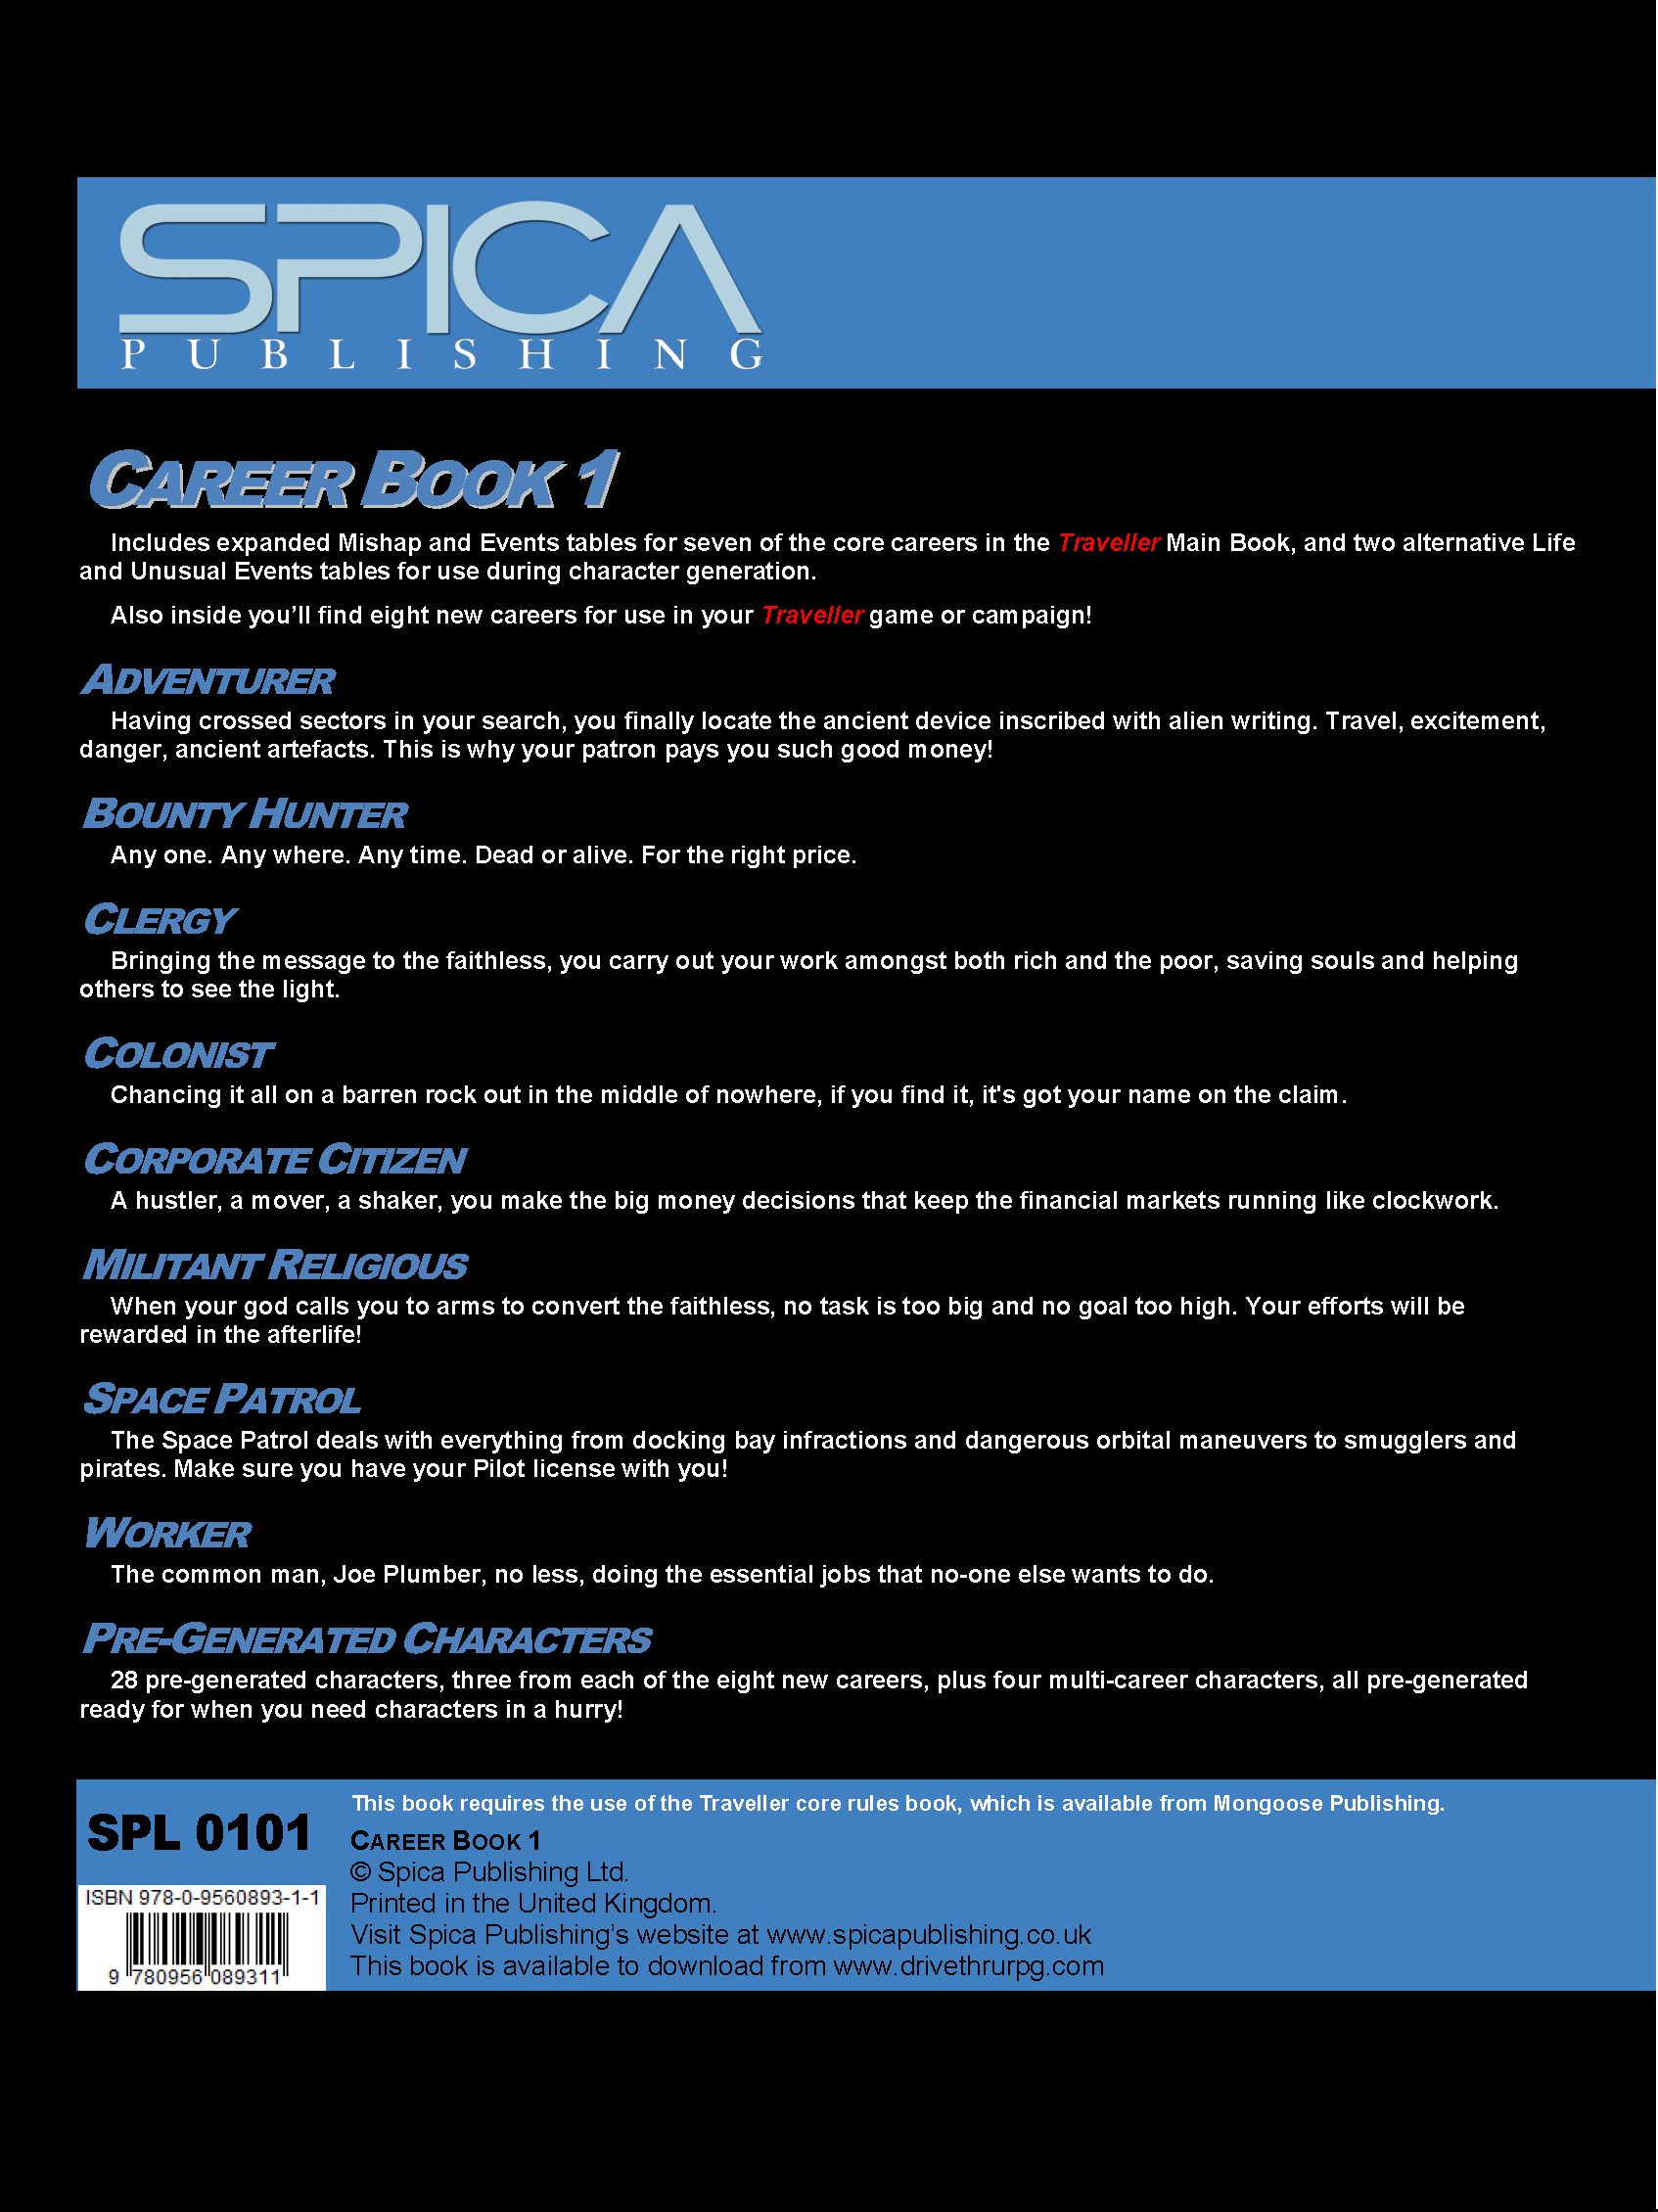 SPICA
PUBLISHING
CAREER BOOK 1
Includes expanded Mishap and Events tables for seven of the core careers in the Traveller Main Book, and two alternative Life
and Unusual Events tables for use during character generation.
Also inside you’ll find eight new careers for use in your Traveller game or campaign!
ADVENTURER
Having crossed sectors in your search, you finally locate the ancient device inscribed with alien writing. Travel, excitement,
danger, ancient artefacts. This is why your patron pays you such good money!
BOUNTY HUNTER
Any one. Any where. Any time. Dead or alive. For the right price.
CLERGY
Bringing the message to the faithless, you carry out your work amongst both rich and the poor, saving souls and helping
others to see the light.
COLONIST
Chancing it all on a barren rock out in the middle of nowhere, if you find it, it's got your name on the claim.
CORPORATE CITIZEN
A hustler, a mover, a shaker, you make the big money decisions that keep the financial markets running like clockwork.
MILITANT RELIGIOUS
When your god calls you to arms to convert the faithless, no task is too big and no goal too high. Your efforts will be
rewarded in the afterlife!
SPACE PATROL
The Space Patrol deals with everything from docking bay infractions and dangerous orbital maneuvers to smugglers and
pirates. Make sure you have your Pilot license with you!
WORKER
The common man, Joe Plumber, no less, doing the essential jobs that no-one else wants to do.
PRE-GENERATED CHARACTERS
28 pre-generated characters, three from each of the eight new careers, plus four multi-career characters, all pre-generated
ready for when you need characters in a hurry!
SPL 0101
ISBN 978-0-9560893-1-1
9 780956 089311
This book requires the use of the Traveller core rules book, which is available from Mongoose Publishing.
CAREER BOOK 1
© Spica Publishing Ltd.
Printed in the United Kingdom.
Visit Spica Publishing’s website at www.spicapublishing.co.uk
This book is available to download from www.drivethrurpg.com